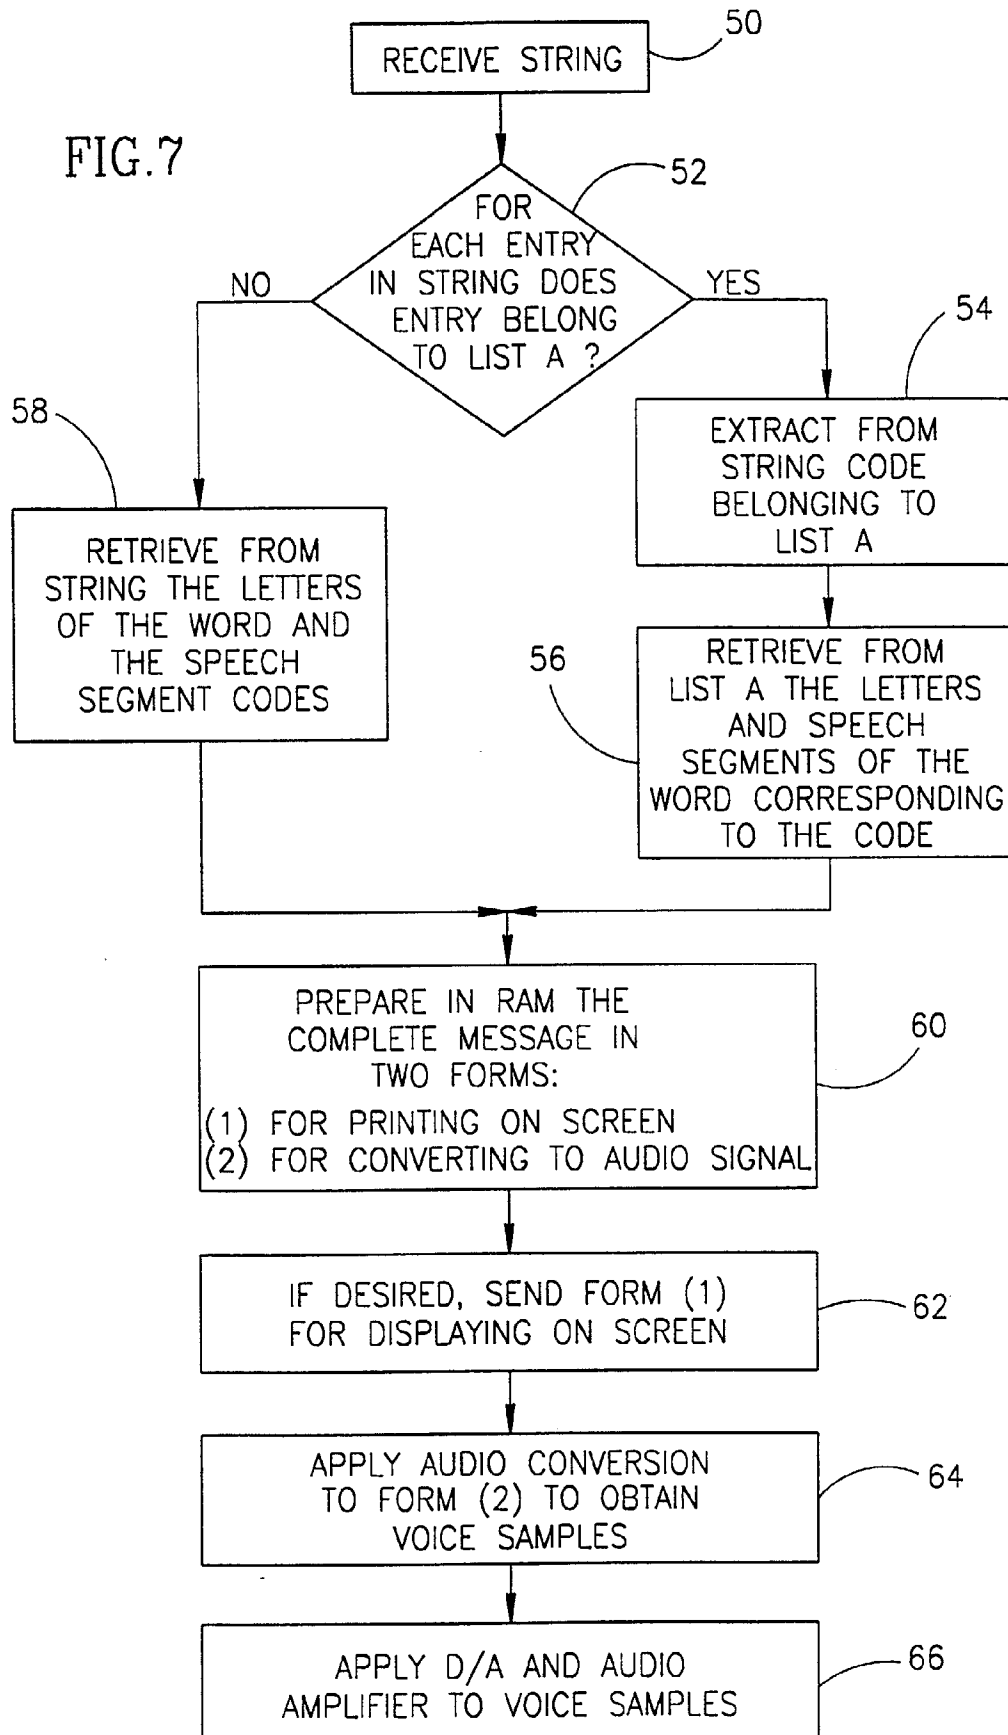 50
RECEIVE STRING
FIG.7
52
FOR
EACH ENTRY
IN STRING DOES
ENTRY BELONG
TO LIST A ?
NO
YES
54
EXTRACT FROM
STRING CODE
BELONGING TO
LIST A
58
RETRIEVE FROM
STRING THE LETTERS
OF THE WORD AND
THE SPEECH
SEGMENT CODES
56
RETRIEVE FROM
LIST A THE LETTERS
AND SPEECH
SEGMENTS OF THE
WORD CORRESPONDING
TO THE CODE
PREPARE IN RAM THE
COMPLETE MESSAGE IN
TWO FORMS:
(1) FOR PRINTING ON SCREEN
(2) FOR CONVERTING TO AUDIO SIGNAL
60
IF DESIRED, SEND FORM (1)
FOR DISPLAYING ON SCREEN
62
APPLY AUDIO CONVERSION
TO FORM (2) TO OBTAIN
VOICE SAMPLES
64
APPLY D/A AND AUDIO
AMPLIFIER TO VOICE SAMPLES
66